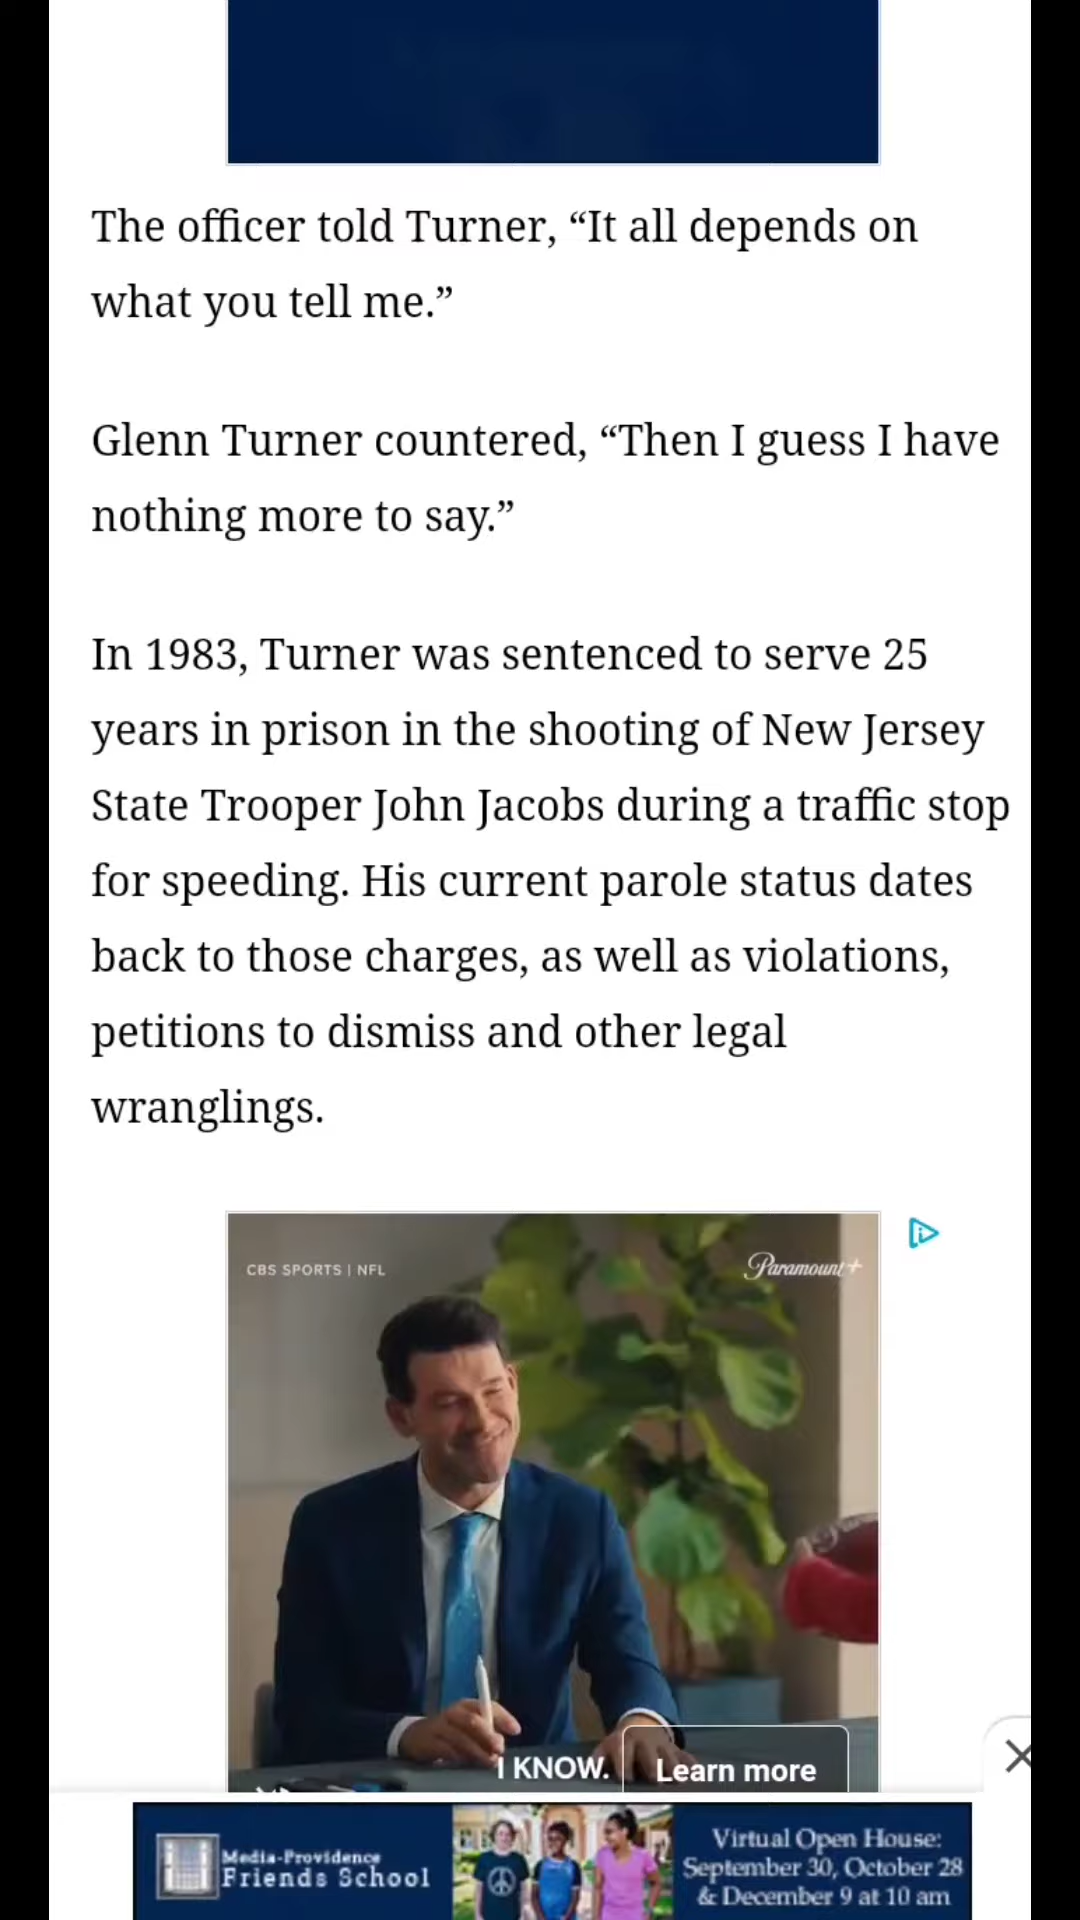 The officer told Turner, “It all depends on
what you tell me.”
Glenn Turner countered, “Then I guess I have
nothing more to say.”
In 1983, Turner was sentenced to serve 25
years in prison in the shooting of New Jersey
State Trooper John Jacobs during a traffic stop
for speeding. His current parole status dates
back to those charges, as well as violations,
petitions to dismiss and other legal
wranglings.
CBS SPORTS | NFL
Paramount+
I KNOW.
Learn more
Media-Providence
Friends School
Virtual Open House:
September 30, October 28
& December 9 at 10 am